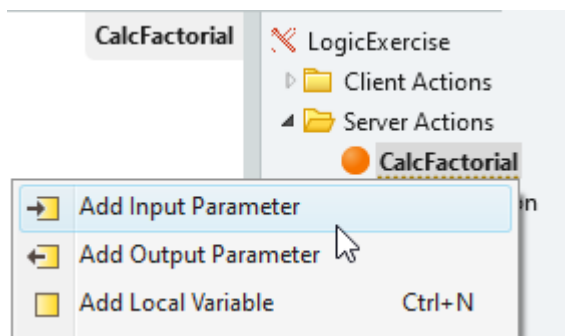 CalcFactorial
LogicExercise
Client Actions
Server Actions
CalcFactorial
Add Input Parameter
Add Output Parameter
Add Local Variable Ctrl+N